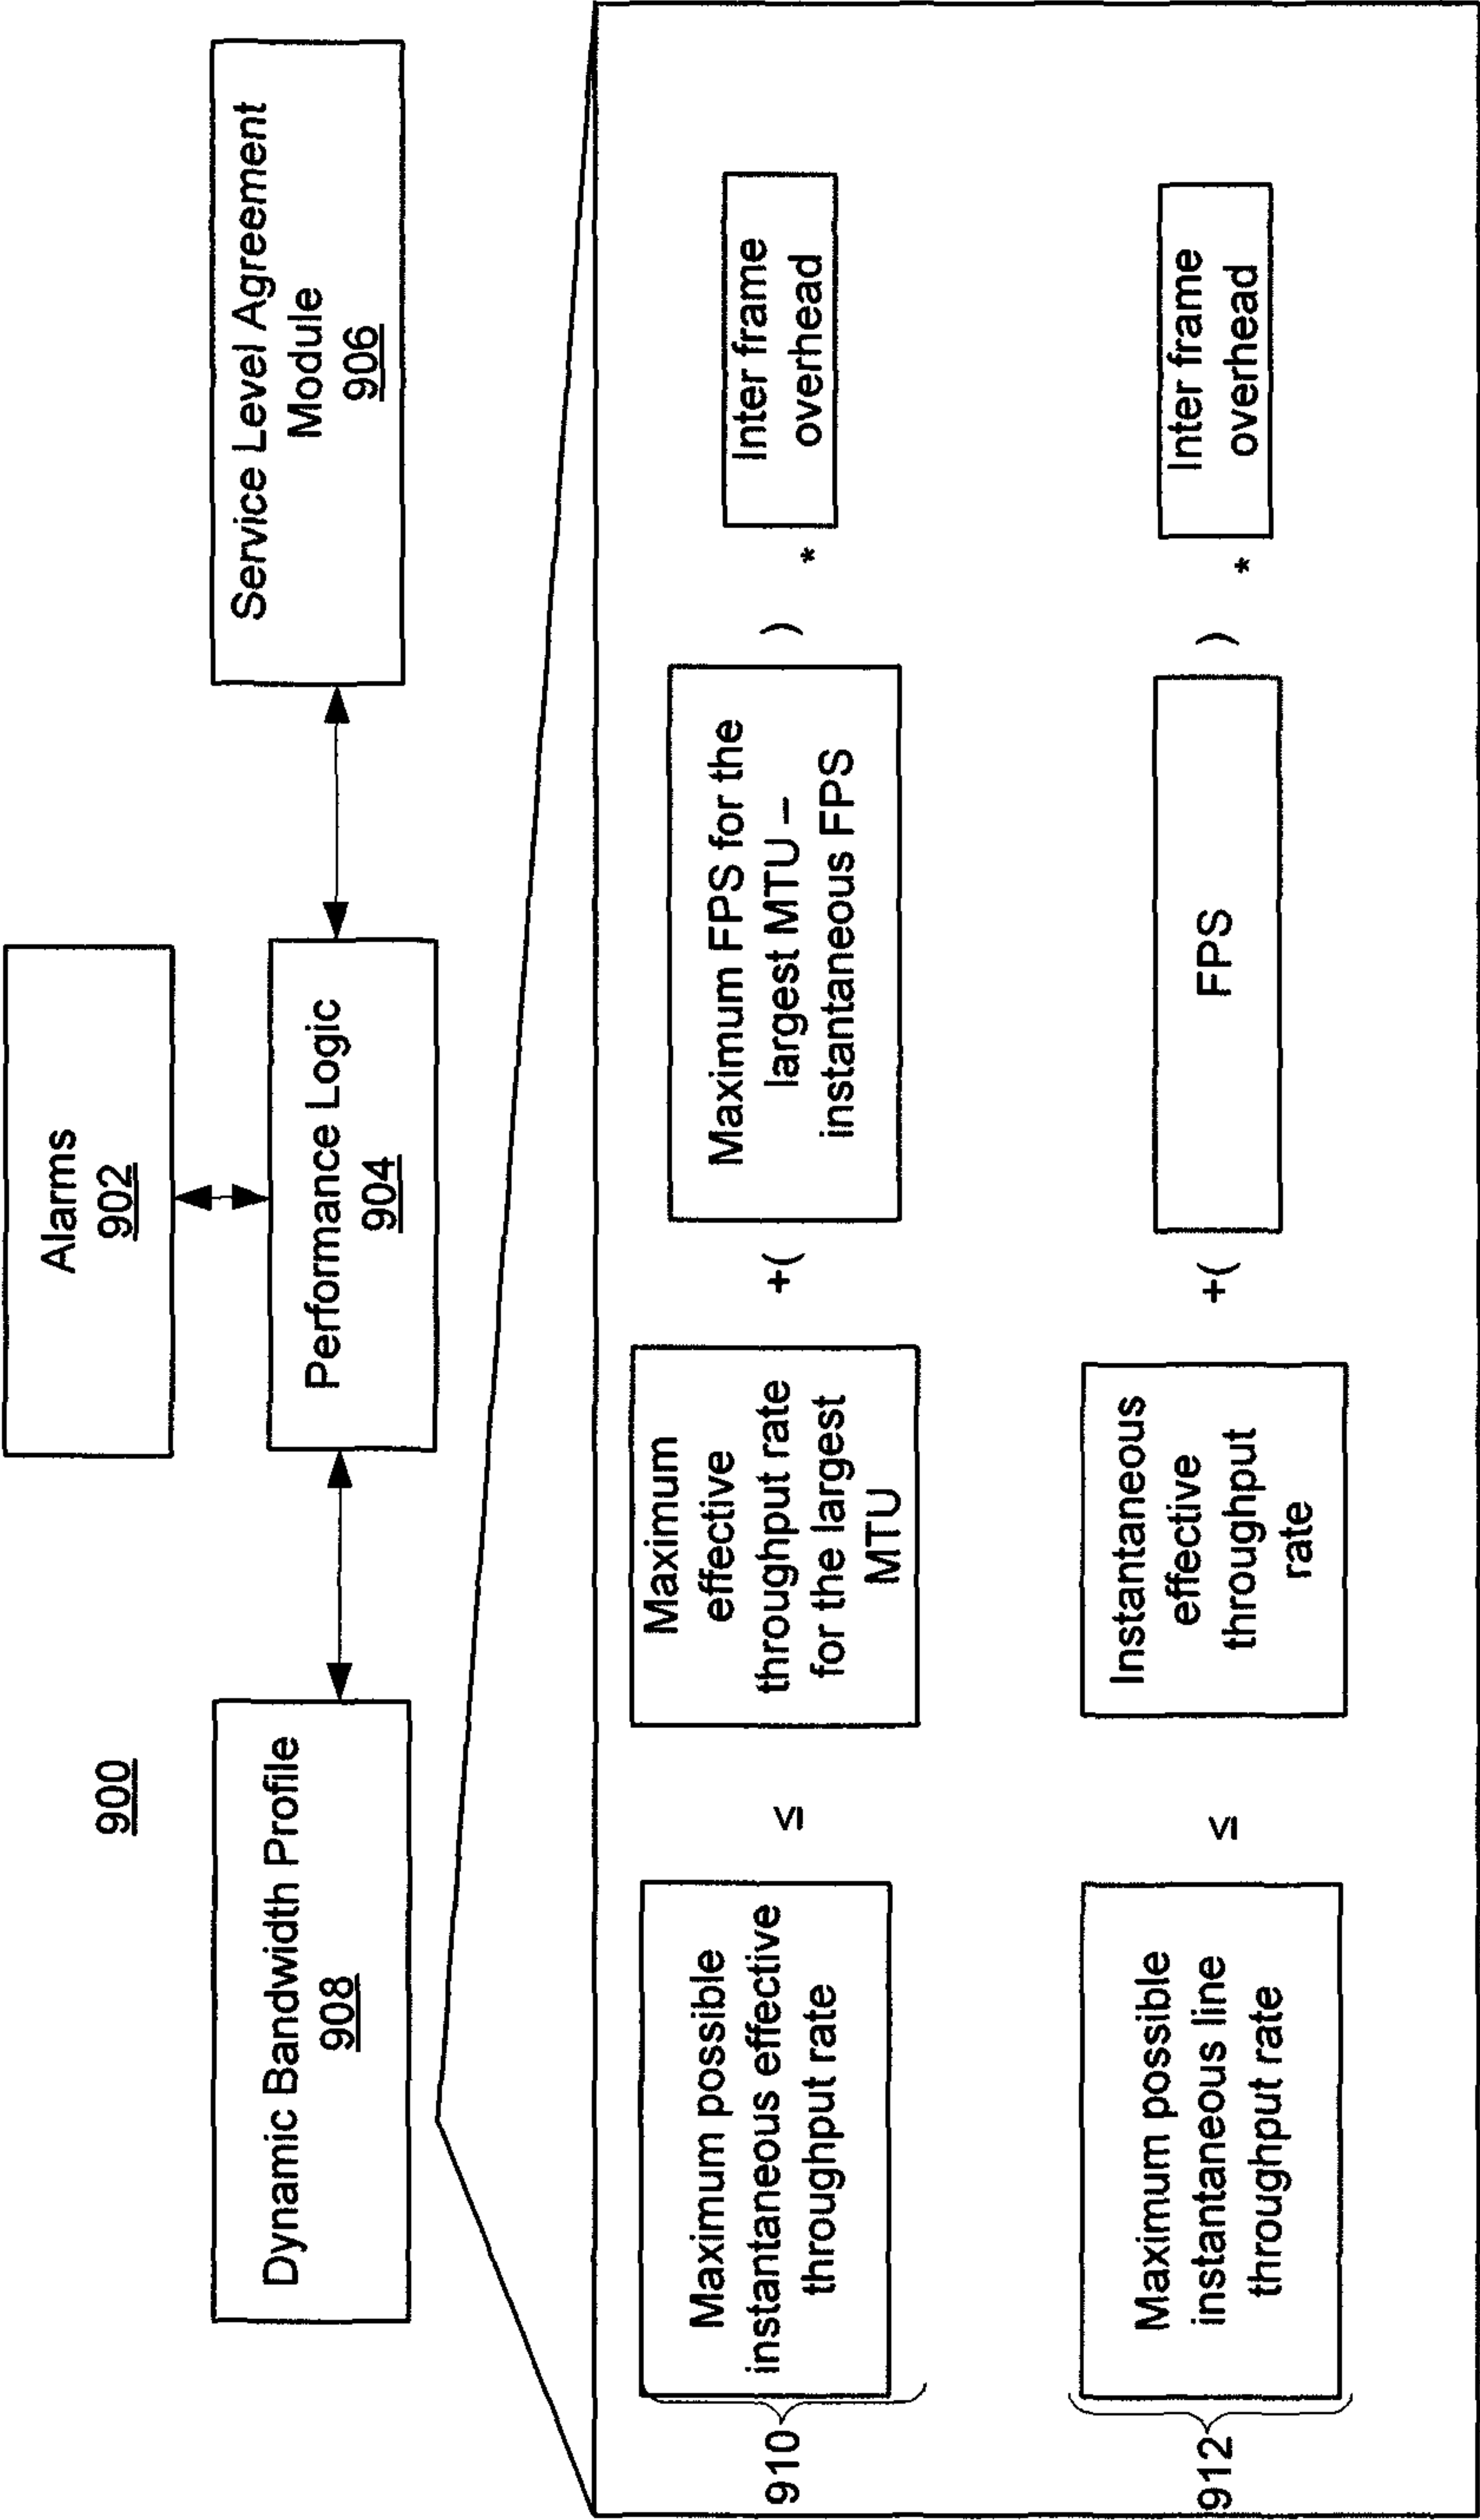 900
Alarms
902
Dynamic Bandwidth Profile
908
Performance Logic
904
Service Level Agreement
Module
906
910
Maximum possible
instantaneous effective
throughput rate
≤
Maximum
effective
throughput rate
for the largest
MTU
+(
Maximum FPS for the
largest MTU –
instantaneous FPS
)
*
Inter frame
overhead
912
Maximum possible
instantaneous line
throughput rate
≤
Instantaneous
effective
throughput
rate
+(
FPS
)
*
Inter frame
overhead